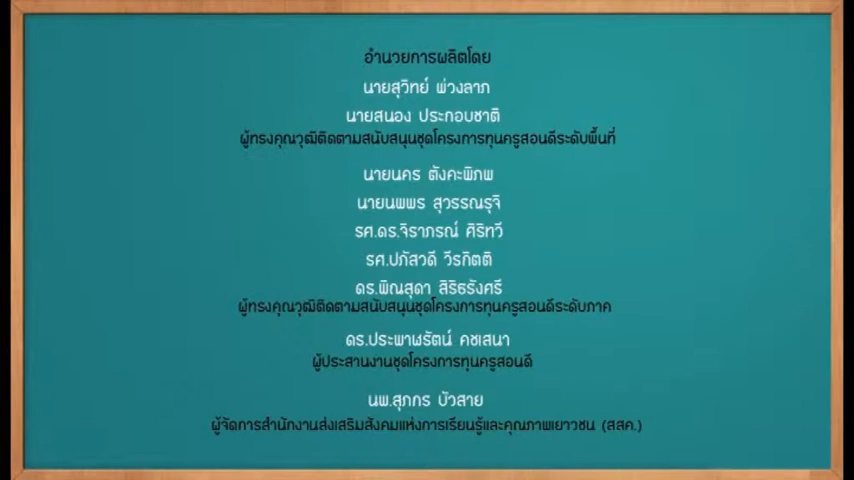 อำนวยการผลิตโดย
นายสุวิทย์ พ่วงลาภ
นายสนอง ประกอบชาติ
ผู้ทรงคุณวุฒิติดตามสนับสนุนชุดโครงการทุนครูสอนดีระดับพื้นที่
นายนคร ตังคะพิภพ
นายนพพร สุวรรณรุจิ
รศ.ดร.จิราภรณ์ ศิริทวี
รศ.ปภัสวดี วีรกิตติ
ดร.พิณสุดา สิริธรังศรี
ผู้ทรงคุณวุฒิติดตามสนับสนุนชุดโครงการทุนครูสอนดีระดับภาค
ดร.ประพาฬรัตน์ คชเสนา
ผู้ประสานงานชุดโครงการทุนครูสอนดี
นพ.สุภกร บัวสาย
ผู้จัดการสำนักงานส่งเสริมสังคมแห่งการเรียนรู้และคุณภาพเยาวชน (สสค.)